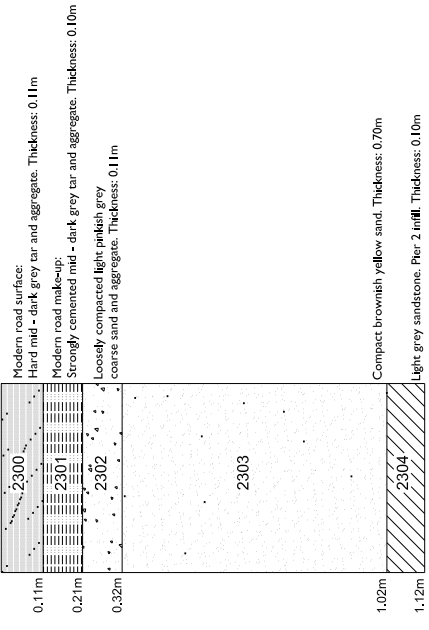 Modern road surface:
Hard mid - dark grey tar and aggregate. Thickness: 0.11m
Modern road make-up:
Strongly cemented mid - dark grey tar and aggregate. Thickness: 0.10m
Loosely compacted light pinkish grey
coarse sand and aggregate. Thickness: 0.11m
Compact brownish yellow sand. Thickness: 0.70m
Light grey sandstone. Pier 2 infill. Thickness: 0.10m
2300
2301
2302
2303
2304
0.11m
0.21m
0.32m
1.02m
1.12m